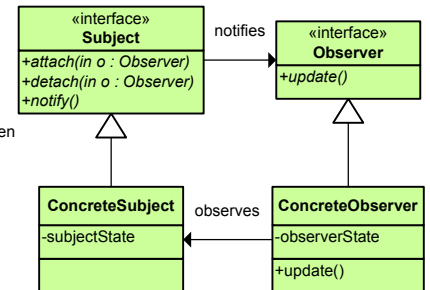 «interface»
Subject
+attach(in o : Observer)
+detach(in o : Observer)
+notify()
notifies
«interface»
Observer
+update()
en
ConcreteSubject
-subjectState
observes
ConcreteObserver
-observerState
+update()